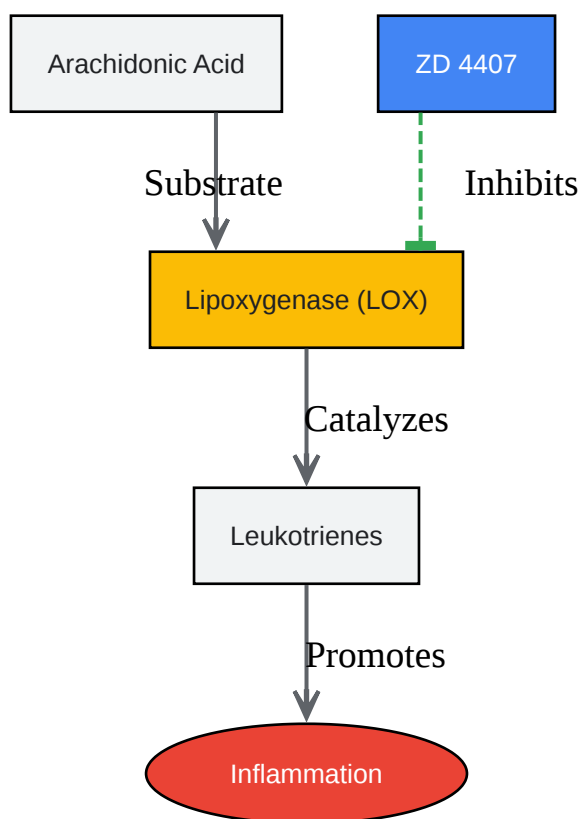 Arachidonic Acid
ZD 4407
Substrate
Inhibits
Lipoxygenase (LOX)
Catalyzes
Leukotrienes
Promotes
Inflammation